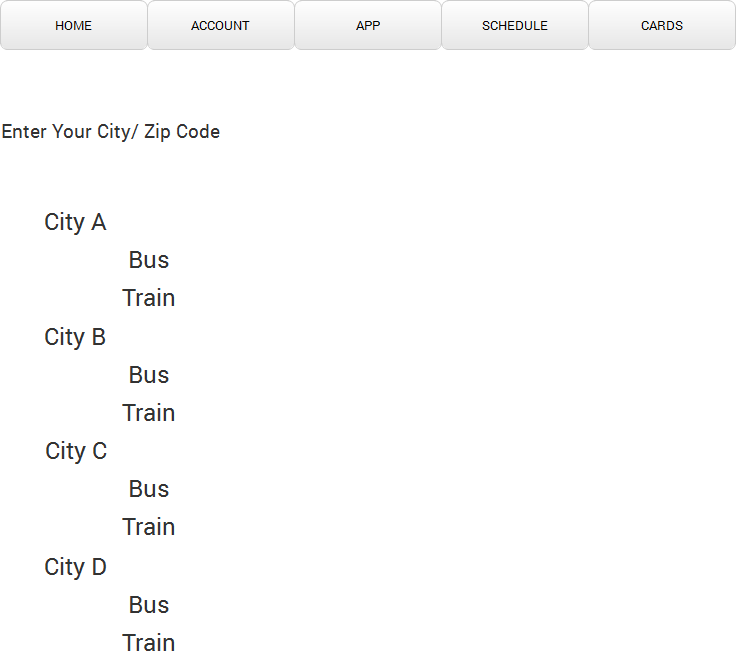 HOME ACCOUNT APP SCHEDULE CARDS
Enter Your City/ Zip Code
City A
Bus
Train
City B
Bus
Train
City C
Bus
Train
City D
Bus
Train